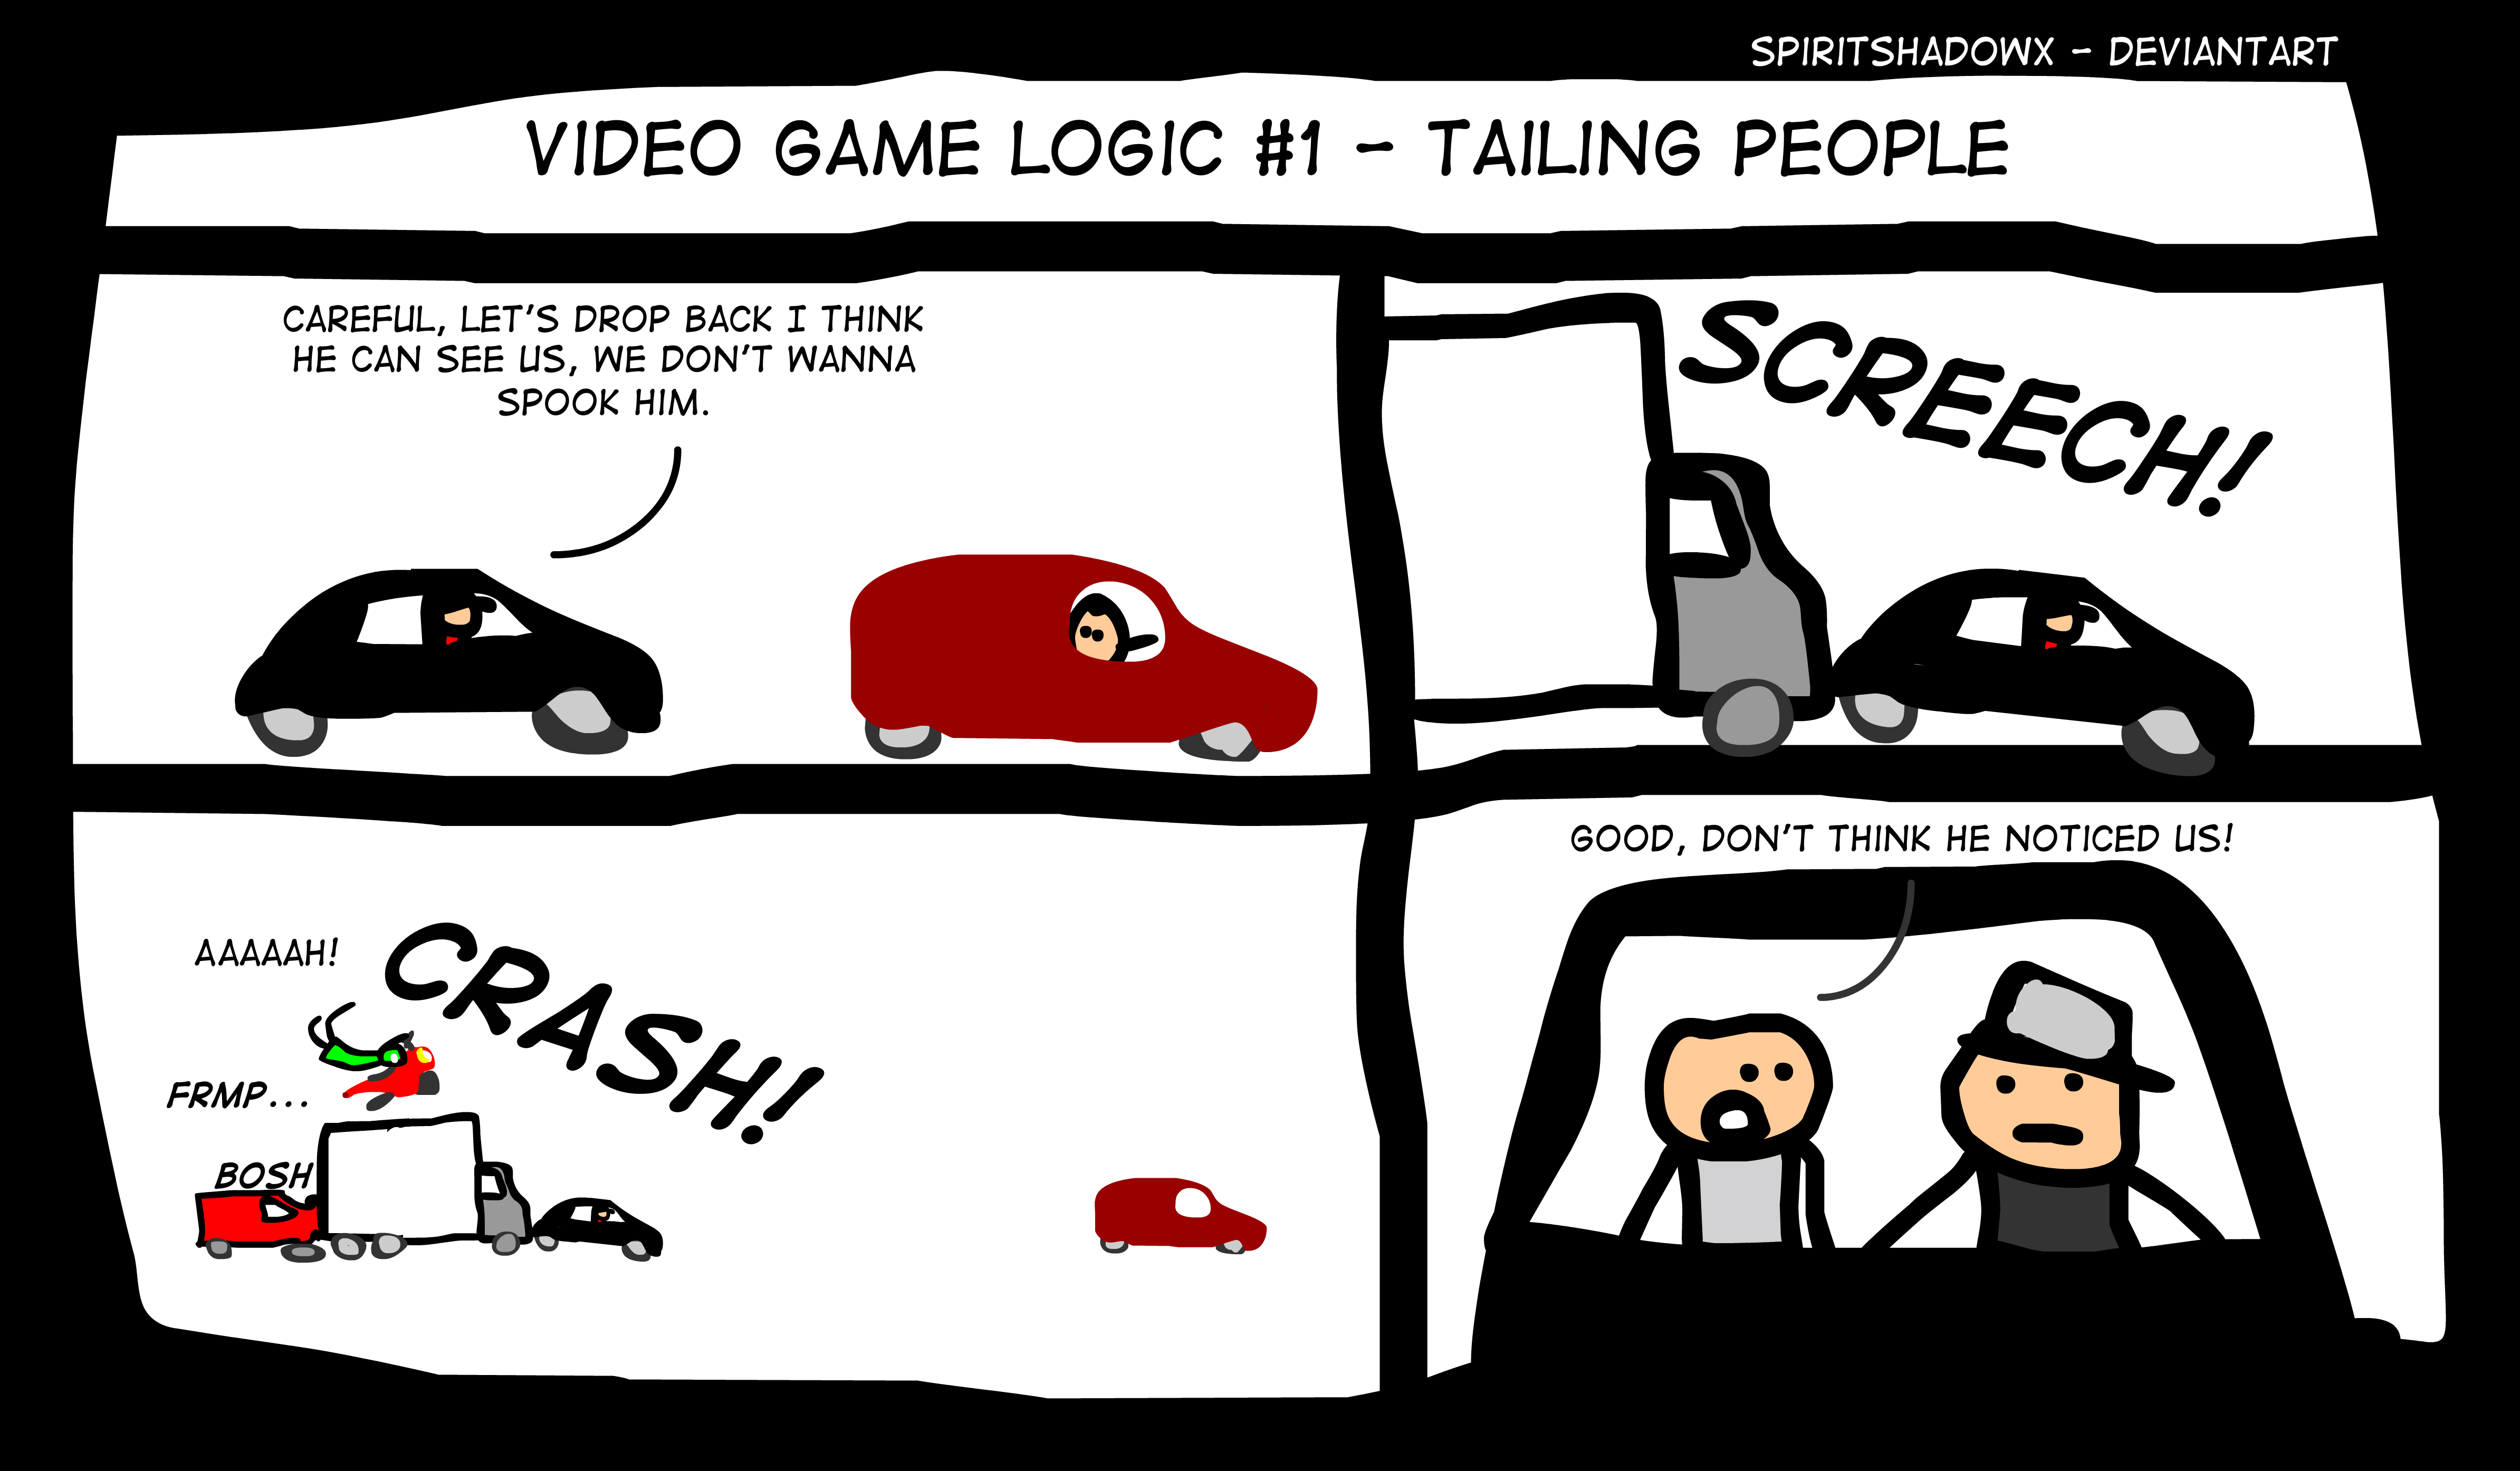 SPIRITSHADOWX - DEVIANTART
VIDEO GAME LOGIC #1 - TAILING PEOPLE
CAREFUL, LET'S DROP BACK I THINK
HE CAN SEE US, WE DON'T WANNA
SPOOK HIM.
SCREECH!
AAAAAH!
CRASH!
FRMP...
BOSH
GOOD, DON'T THINK HE NOTICED US!